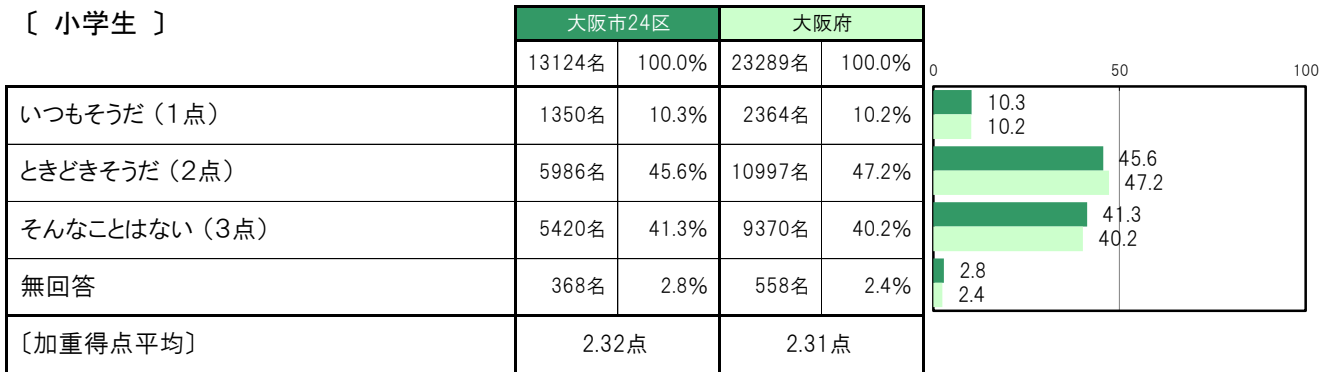 〔 小学生 〕
大阪市24区 大阪府
13124名 100.0% 23289名 100.0%
0 50 100
いつもそうだ（1点） 1350名 10.3% 2364名 10.2%
10.3
10.2
ときどきそうだ（2点） 5986名 45.6% 10997名 47.2%
45.6
47.2
そんなことはない（3点） 5420名 41.3% 9370名 40.2%
41.3
40.2
無回答 368名 2.8% 558名 2.4%
2.8
2.4
〔加重得点平均〕 2.32点 2.31点